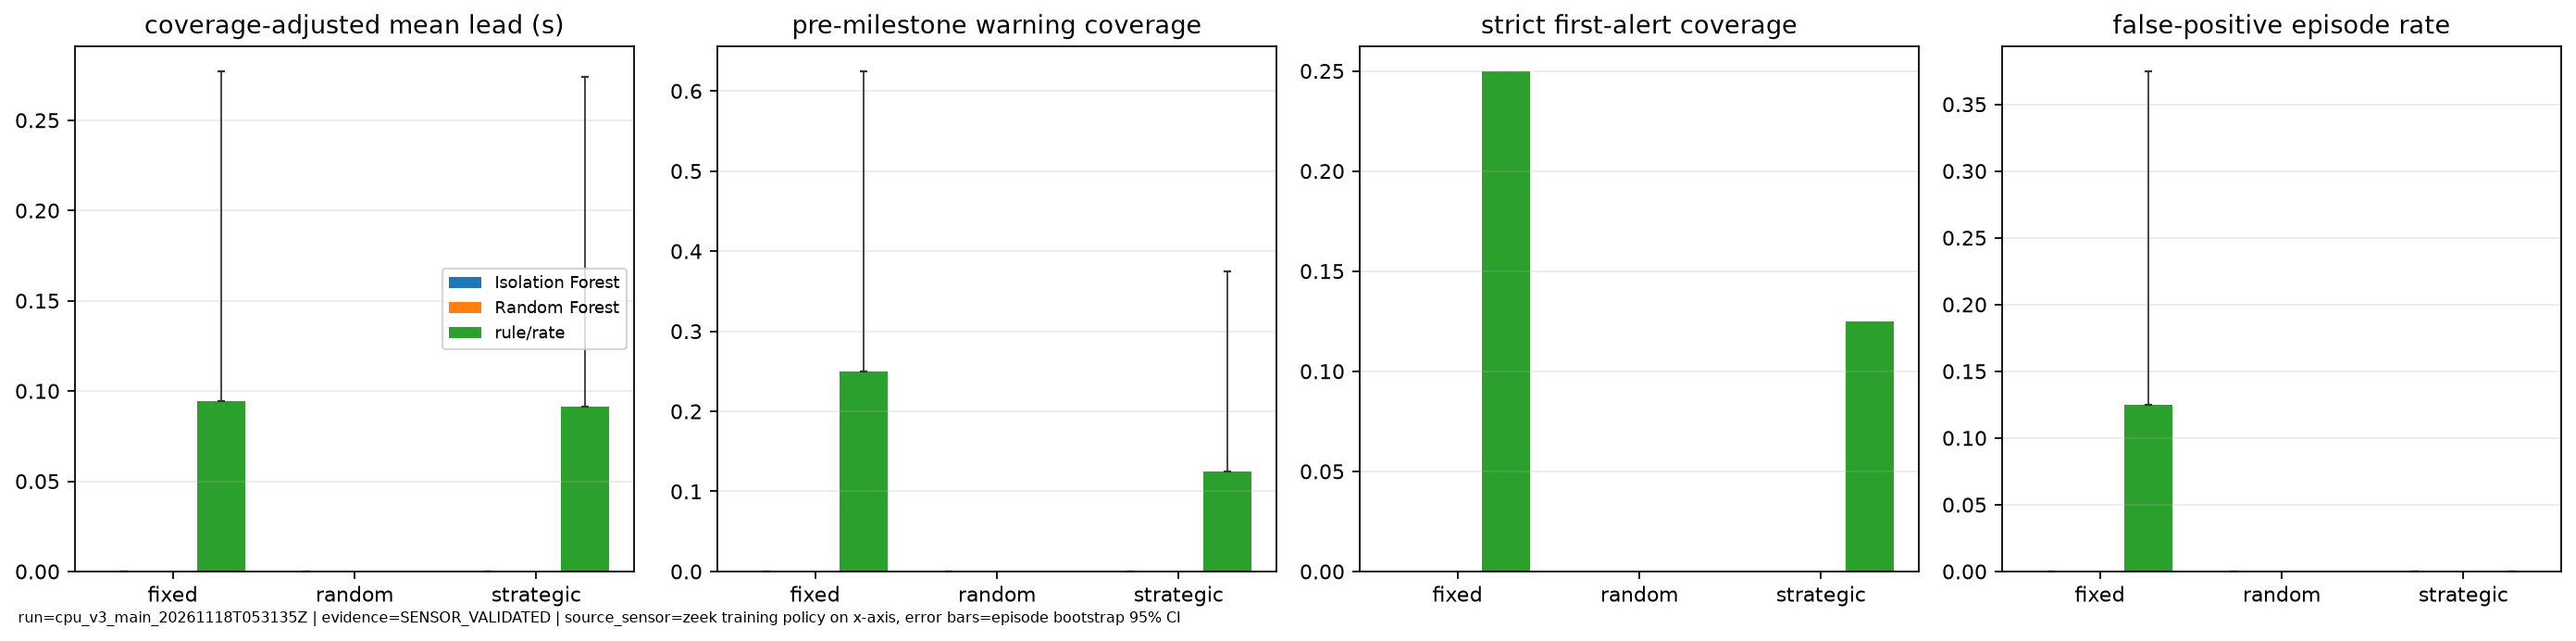 coverage-adjusted mean lead (s)
0.25
0.20
0.15
0.10
0.05
0.00
fixed
random
strategic
Isolation Forest
Random Forest
rule/rate
pre-milestone warning coverage
0.6
0.5
0.4
0.3
0.2
0.1
0.0
fixed
random
strategic
strict first-alert coverage
0.25
0.20
0.15
0.10
0.05
0.00
fixed
random
strategic
false-positive episode rate
0.35
0.30
0.25
0.20
0.15
0.10
0.05
0.00
fixed
random
strategic
run=cpu_v3_main_20261118T053135Z | evidence=SENSOR_VALIDATED | source_sensor=zeek training policy on x-axis, error bars=episode bootstrap 95% CI